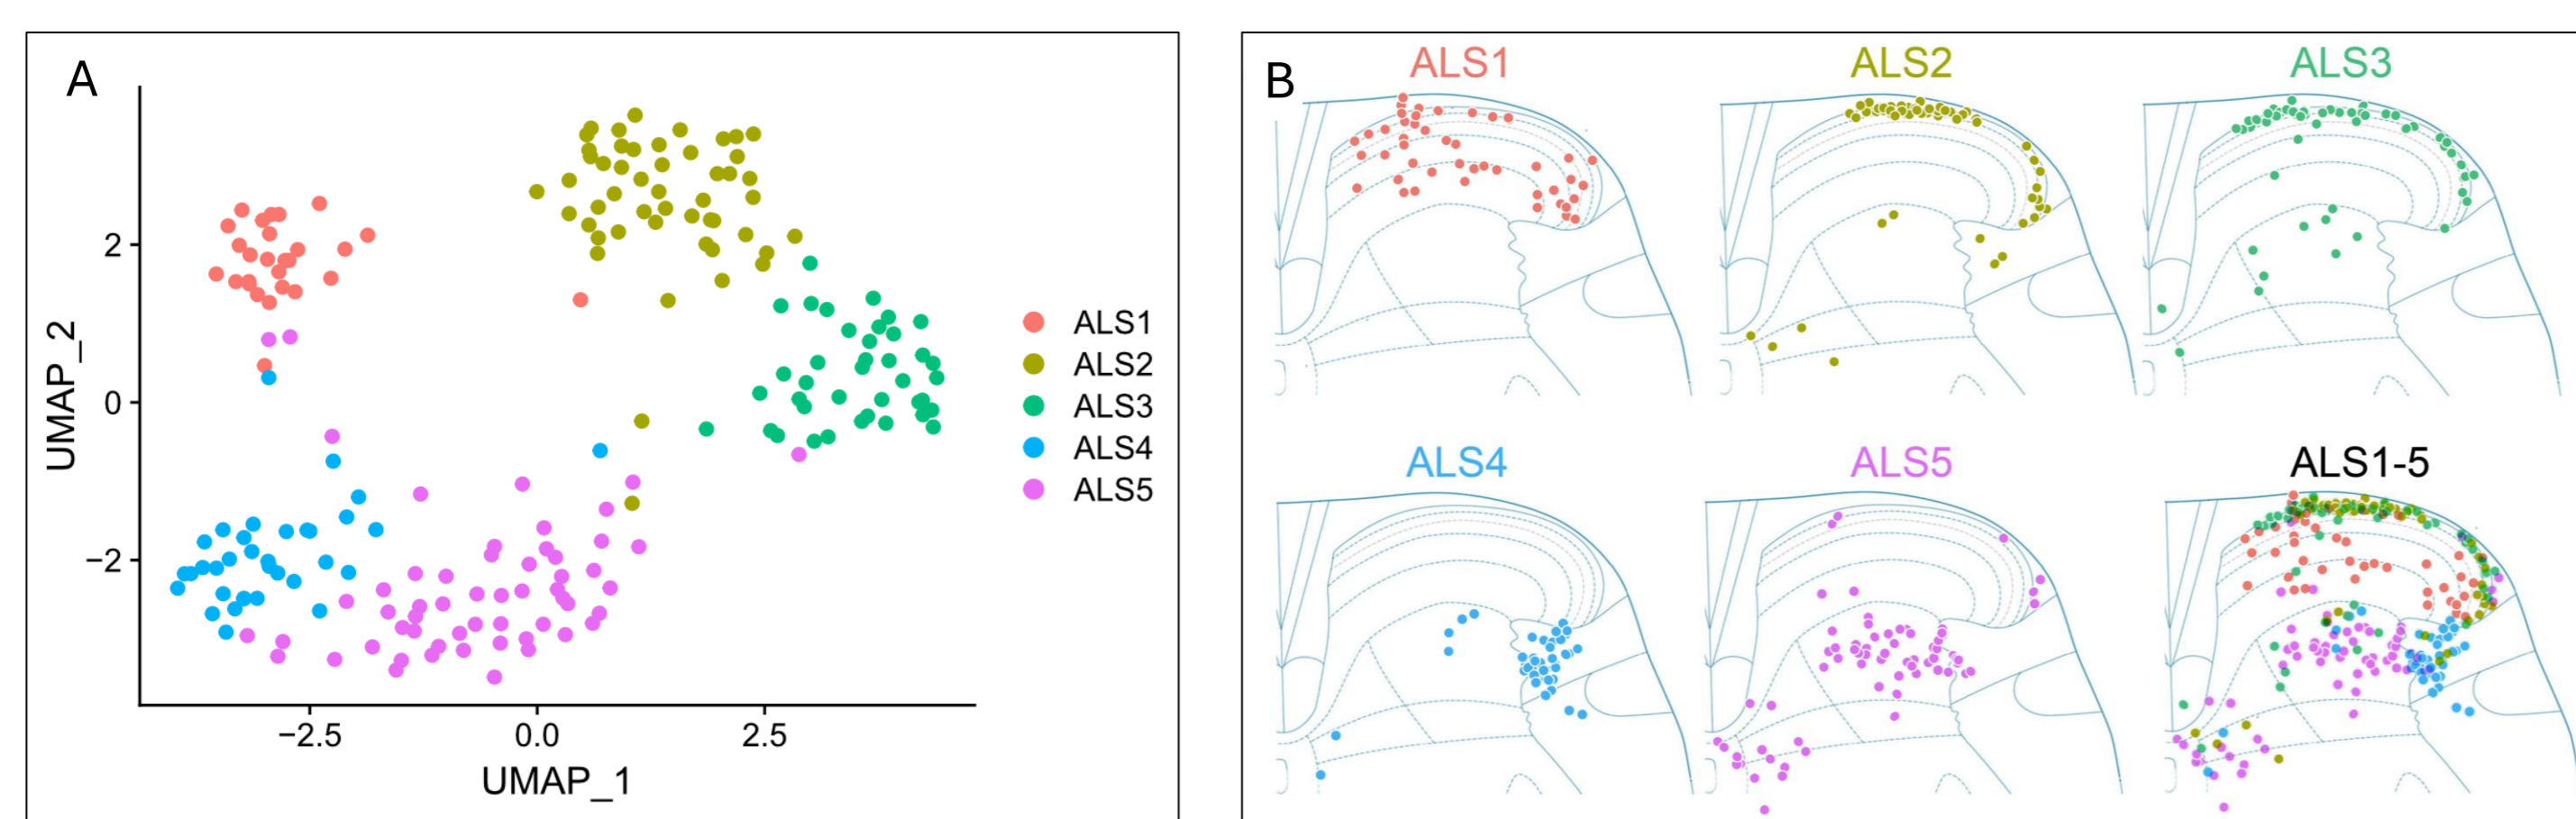 A
UMAP_2
2
0
−2.5
0.0
2.5
−2
UMAP_1
ALS1
ALS2
ALS3
ALS4
ALS5
B
ALS1
ALS2
ALS3
ALS4
ALS5
ALS1-5